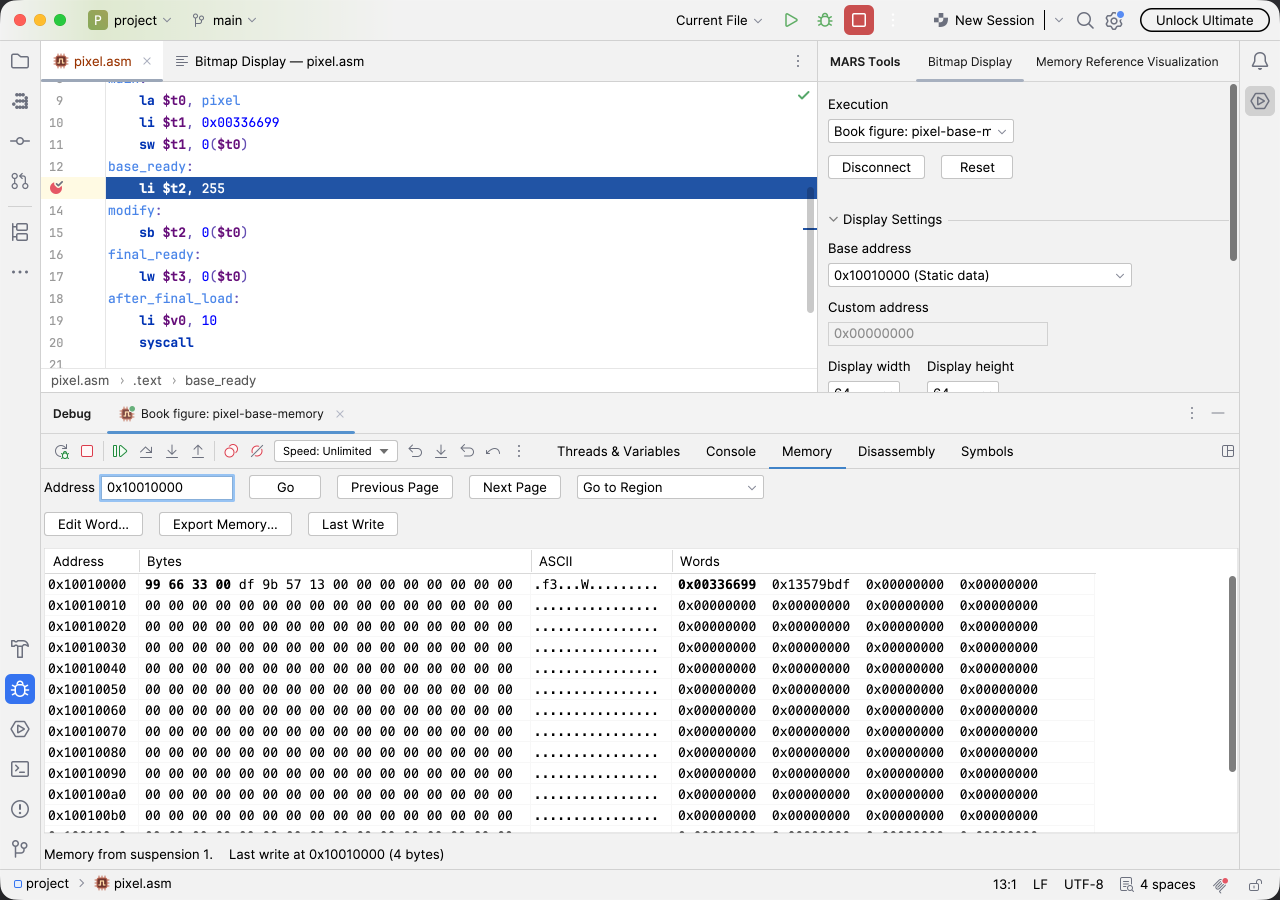 P project main Current File New Session Unlock Ultimate
pixel.asm Bitmap Display — pixel.asm
MARS Tools Bitmap Display Memory Reference Visualization
9 la $t0, pixel
10 li $t1, 0x00336699
11 sw $t1, 0($t0)
12 base_ready:
li $t2, 255
14 modify:
15 sb $t2, 0($t0)
16 final_ready:
17 lw $t3, 0($t0)
18 after_final_load:
19 li $v0, 10
20 syscall
21
pixel.asm › .text › base_ready
Execution
Book figure: pixel-base-m
Disconnect Reset
Display Settings
Base address
0x10010000 (Static data)
Custom address
0x00000000
Display width Display height
64 64
Debug Book figure: pixel-base-memory
Speed: Unlimited Threads & Variables Console Memory Disassembly Symbols
Address 0x10010000 Go Previous Page Next Page Go to Region
Edit Word... Export Memory... Last Write
Address Bytes ASCII Words
0x10010000 99 66 33 00 df 9b 57 13 00 00 00 00 00 00 00 00 .f3...W......... 0x00336699 0x13579bdf 0x00000000 0x00000000
0x10010010 00 00 00 00 00 00 00 00 00 00 00 00 00 00 00 00 ................ 0x00000000 0x00000000 0x00000000 0x00000000
0x10010020 00 00 00 00 00 00 00 00 00 00 00 00 00 00 00 00 ................ 0x00000000 0x00000000 0x00000000 0x00000000
0x10010030 00 00 00 00 00 00 00 00 00 00 00 00 00 00 00 00 ................ 0x00000000 0x00000000 0x00000000 0x00000000
0x10010040 00 00 00 00 00 00 00 00 00 00 00 00 00 00 00 00 ................ 0x00000000 0x00000000 0x00000000 0x00000000
0x10010050 00 00 00 00 00 00 00 00 00 00 00 00 00 00 00 00 ................ 0x00000000 0x00000000 0x00000000 0x00000000
0x10010060 00 00 00 00 00 00 00 00 00 00 00 00 00 00 00 00 ................ 0x00000000 0x00000000 0x00000000 0x00000000
0x10010070 00 00 00 00 00 00 00 00 00 00 00 00 00 00 00 00 ................ 0x00000000 0x00000000 0x00000000 0x00000000
0x10010080 00 00 00 00 00 00 00 00 00 00 00 00 00 00 00 00 ................ 0x00000000 0x00000000 0x00000000 0x00000000
0x10010090 00 00 00 00 00 00 00 00 00 00 00 00 00 00 00 00 ................ 0x00000000 0x00000000 0x00000000 0x00000000
0x100100a0 00 00 00 00 00 00 00 00 00 00 00 00 00 00 00 00 ................ 0x00000000 0x00000000 0x00000000 0x00000000
0x100100b0 00 00 00 00 00 00 00 00 00 00 00 00 00 00 00 00 ................ 0x00000000 0x00000000 0x00000000 0x00000000
Memory from suspension 1. Last write at 0x10010000 (4 bytes)
project › pixel.asm 13:1 LF UTF-8 4 spaces